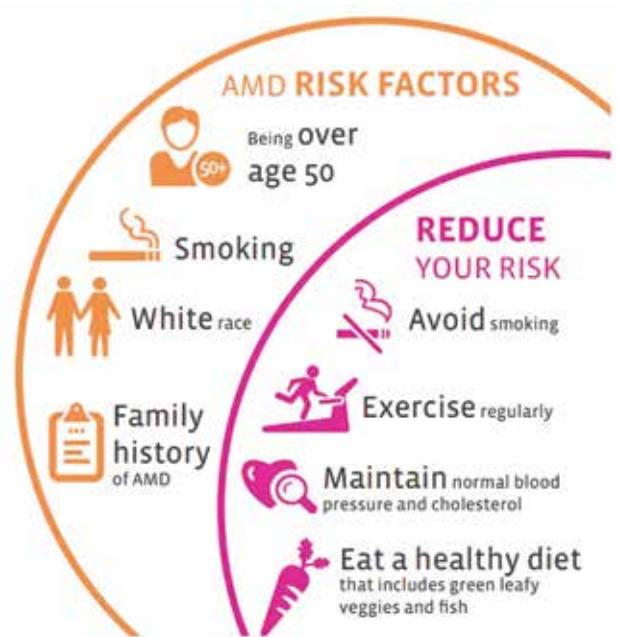 AMD RISK FACTORS
50+
Being over
age 50
Smoking
White race
Family
history
of AMD
REDUCE
YOUR RISK
Avoid smoking
Exercise regularly
Maintain normal blood
pressure and cholesterol
Eat a healthy diet
that includes green leafy
veggies and fish